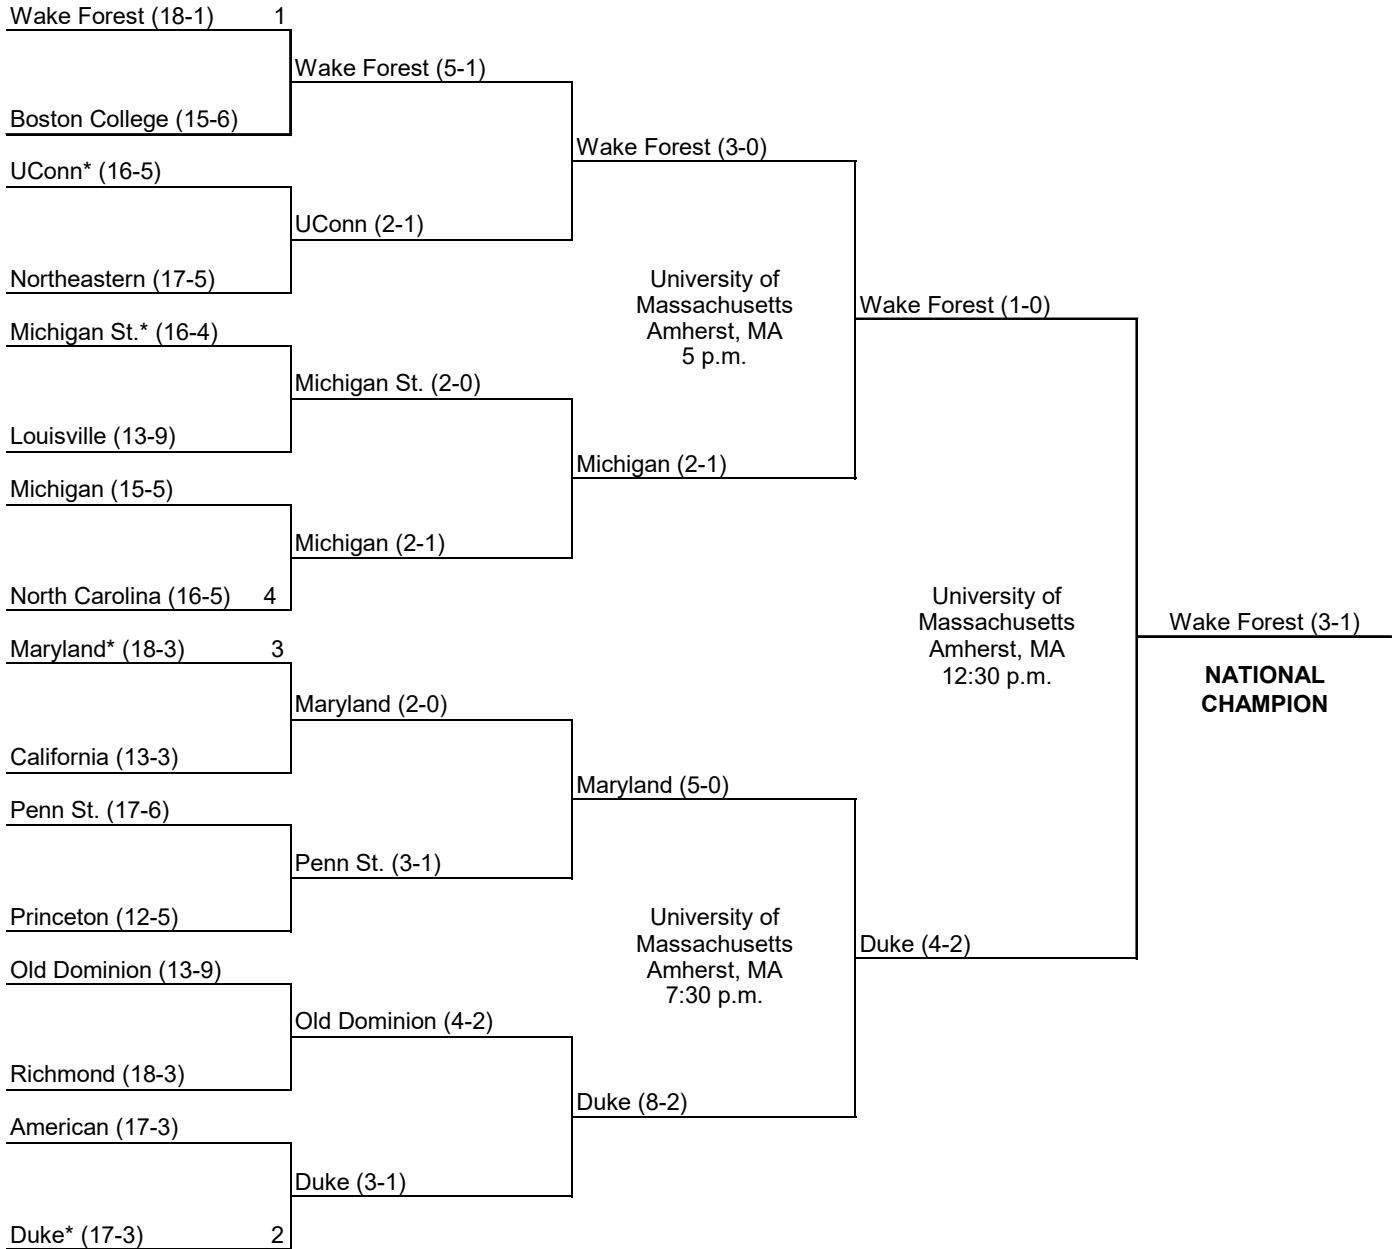 Wake Forest (18-1) 1
Boston College (15-6)
UConn* (16-5)
Northeastern (17-5)
Michigan St.* (16-4)
Louisville (13-9)
Michigan (15-5)
North Carolina (16-5) 4
Maryland* (18-3) 3
California (13-3)
Penn St. (17-6)
Princeton (12-5)
Old Dominion (13-9)
Richmond (18-3)
American (17-3)
Duke* (17-3) 2
Wake Forest (5-1)
UConn (2-1)
Michigan St. (2-0)
Michigan (2-1)
Maryland (2-0)
Penn St. (3-1)
Old Dominion (4-2)
Duke (3-1)
Wake Forest (3-0)
University of
Massachusetts
Amherst, MA
5 p.m.
Michigan (2-1)
Maryland (5-0)
University of
Massachusetts
Amherst, MA
7:30 p.m.
Duke (8-2)
Wake Forest (1-0)
University of
Massachusetts
Amherst, MA
12:30 p.m.
Duke (4-2)
Wake Forest (3-1)
NATIONAL
CHAMPION